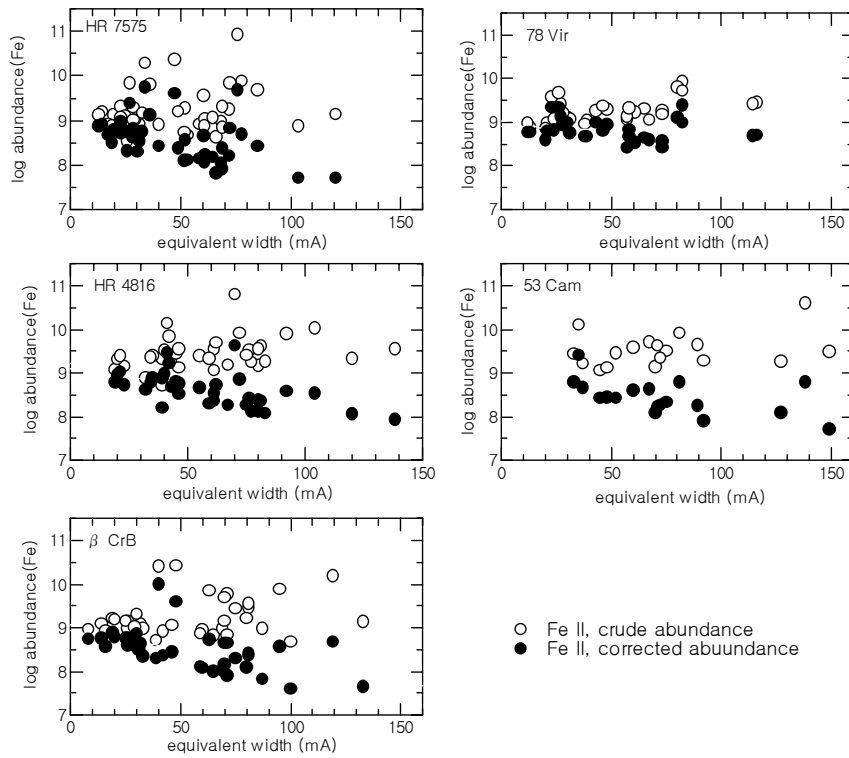 HR 7575
log abundance(Fe)
11
10
9
8
7
0 50 100 150
equivalent width (mA)
78 Vir
log abundance(Fe)
11
10
9
8
7
0 50 100 150
equivalent width (mA)
HR 4816
log abundance(Fe)
11
10
9
8
7
0 50 100 150
equivalent width (mA)
53 Cam
log abundance(Fe)
11
10
9
8
7
0 50 100 150
equivalent width (mA)
β CrB
log abundance(Fe)
11
10
9
8
7
0 50 100 150
equivalent width (mA)
Fe II, crude abundance
Fe II, corrected abuundance